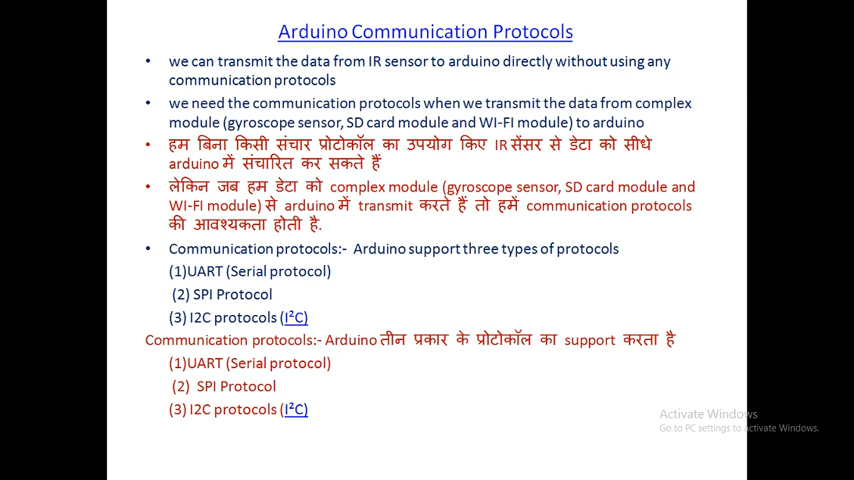 Arduino Communication Protocols
• we can transmit the data from IR sensor to arduino directly without using any
communication protocols
• we need the communication protocols when we transmit the data from complex
module (gyroscope sensor, SD card module and WI-FI module) to arduino
• हम बिना किसी संचार प्रोटोकॉल का उपयोग किए IR सेंसर से डेटा को सीधे
arduino में संचारित कर सकते हैं
• लेकिन जब हम डेटा को complex module (gyroscope sensor, SD card module and
WI-FI module) से arduino में transmit करते हैं तो हमें communication protocols
की आवश्यकता होती है.
• Communication protocols:- Arduino support three types of protocols
(1)UART (Serial protocol)
(2) SPI Protocol
(3) I2C protocols (I²C)
Communication protocols:- Arduino तीन प्रकार के प्रोटोकॉल का support करता है
(1)UART (Serial protocol)
(2) SPI Protocol
(3) I2C protocols (I²C)
Activate Windows
Go to PC settings to activate Windows.